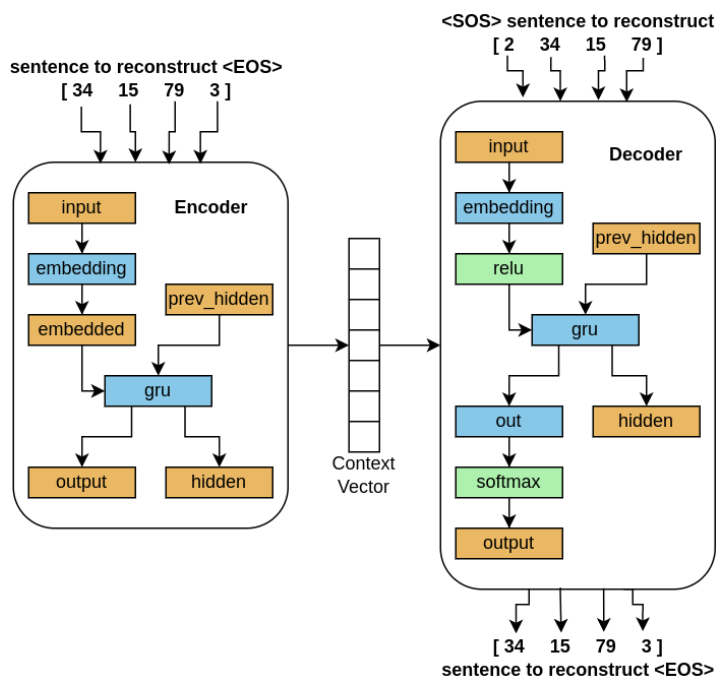 sentence to reconstruct <EOS>
[ 34 15 79 3 ]
Encoder
input
embedding
embedded
prev_hidden
gru
output
hidden
Context
Vector
<SOS> sentence to reconstruct
[ 2 34 15 79 ]
Decoder
input
embedding
relu
prev_hidden
gru
out
hidden
softmax
output
[ 34 15 79 3 ]
sentence to reconstruct <EOS>